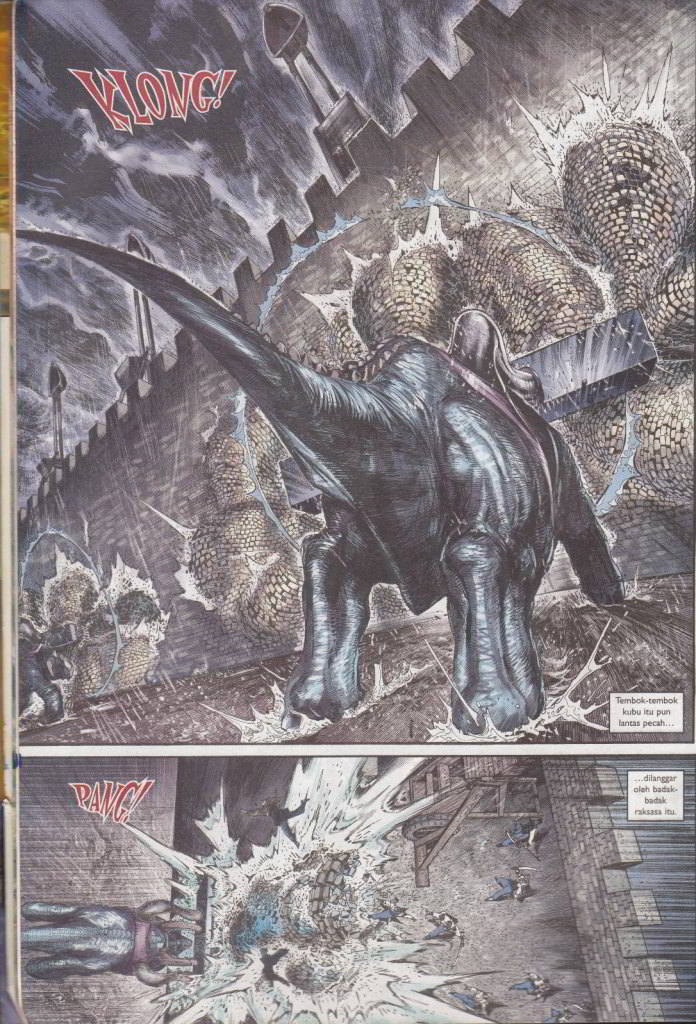 KLONG!
Tembok-tembok
kubu itu pun
lantas pecah...
PANG!
...dilanggar
oleh badak-
badak
raksasa itu.